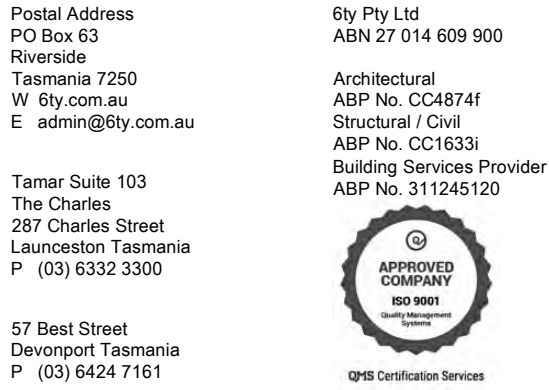 Postal Address
PO Box 63
Riverside
Tasmania 7250
W 6ty.com.au
E admin@6ty.com.au
Tamar Suite 103
The Charles
287 Charles Street
Launceston Tasmania
P (03) 6332 3300
57 Best Street
Devonport Tasmania
P (03) 6424 7161
6ty Pty Ltd
ABN 27 014 609 900
Architectural
ABP No. CC4874f
Structural / Civil
ABP No. CC1633i
Building Services Provider
ABP No. 311245120
APPROVED
COMPANY
ISO 9001
Quality Management
Systems
QMS Certification Services